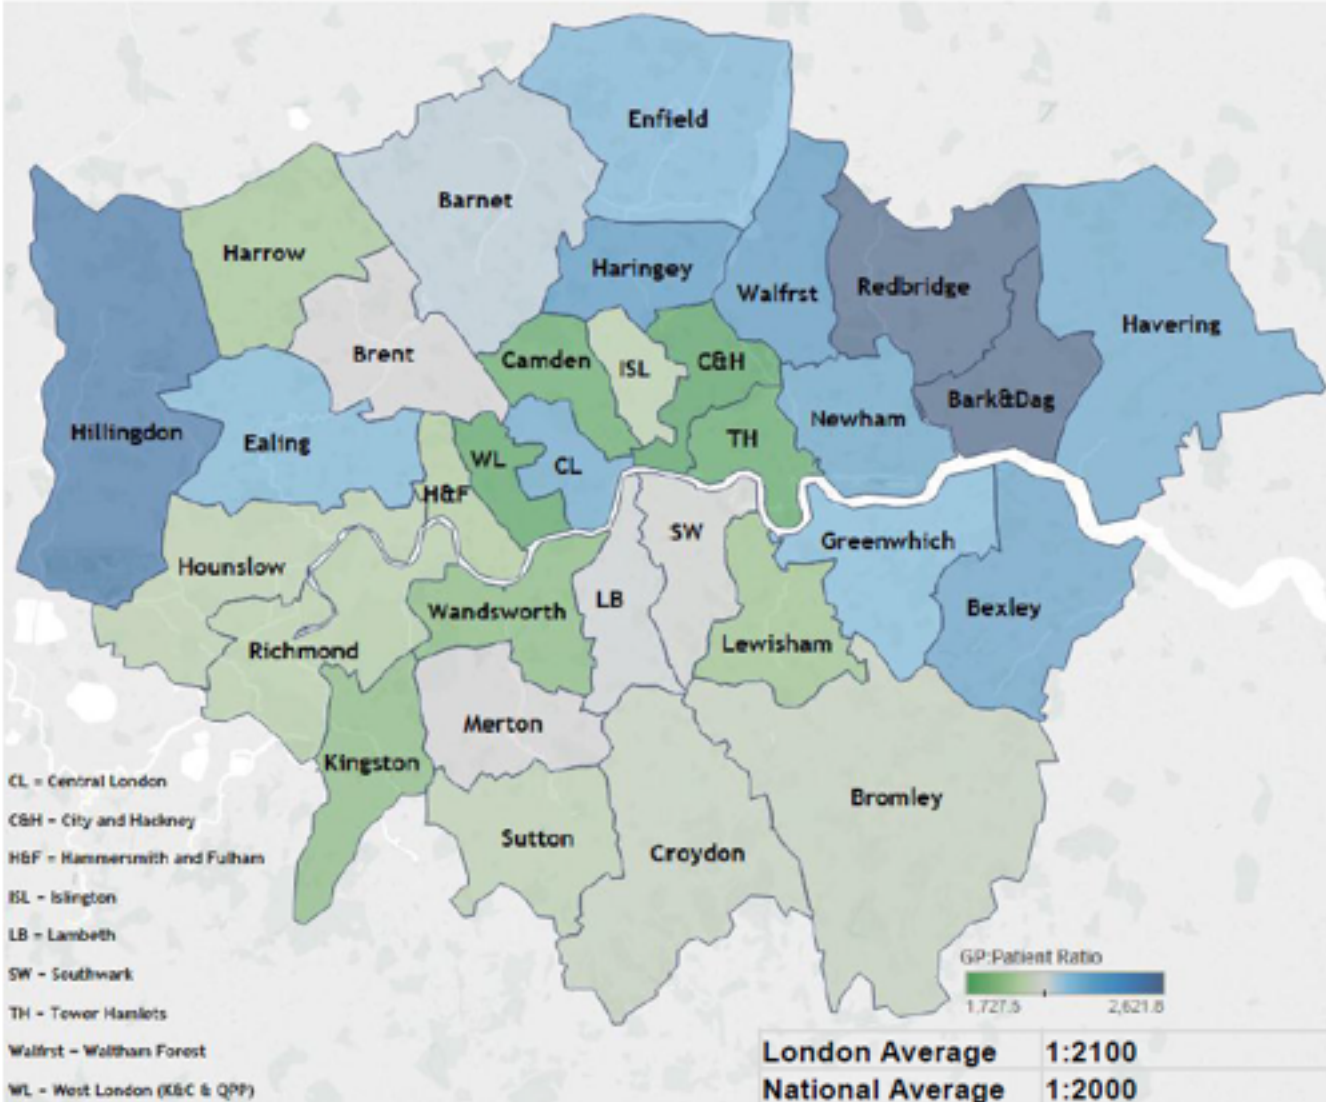 Enfield
Barnet
Harrow
Haringey
Walfrst
Redbridge
Havering
Brent
Camden
ISL
C&H
Bark&Dag
Hillingdon
Ealing
Newham
TH
WL
CL
H&F
SW
Greenwhich
Hounslow
LB
Wandsworth
Bexley
Richmond
Lewisham
Merton
Kingston
Bromley
Sutton
Croydon
CL = Central London
C&H - City and Hackney
H&F = Hammersmith and Fulham
ISL - Islington
LB = Lambeth
SW - Southwark
TH - Tower Hamlets
Walfrst - Waltham Forest
WL - West London (K&C & QPP)
GP:Patient Ratio
1,727.5 2,621.8
London Average 1:2100
National Average 1:2000